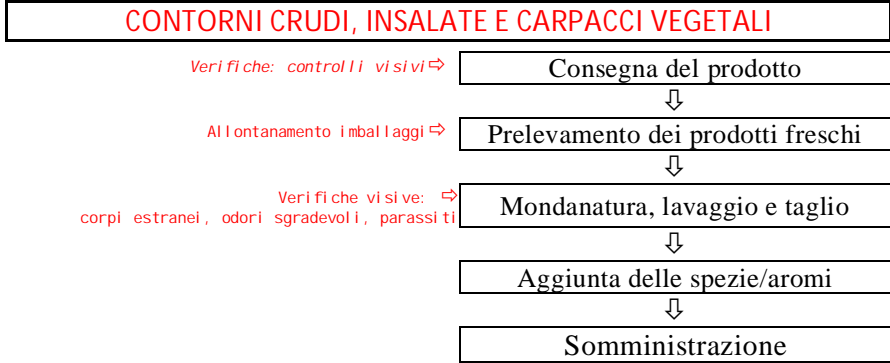 CONTORNI CRUDI, INSALATE E CARPACCI VEGETALI
Verifiche: controlli visivi⇨
Consegna del prodotto
⇩
Allontanamento imballaggi⇨
Prelevamento dei prodotti freschi
⇩
Verifiche visive: ⇨
corpi estranei, odori sgradevoli, parassiti
Mondanatura, lavaggio e taglio
⇩
Aggiunta delle spezie/aromi
⇩
Somministrazione